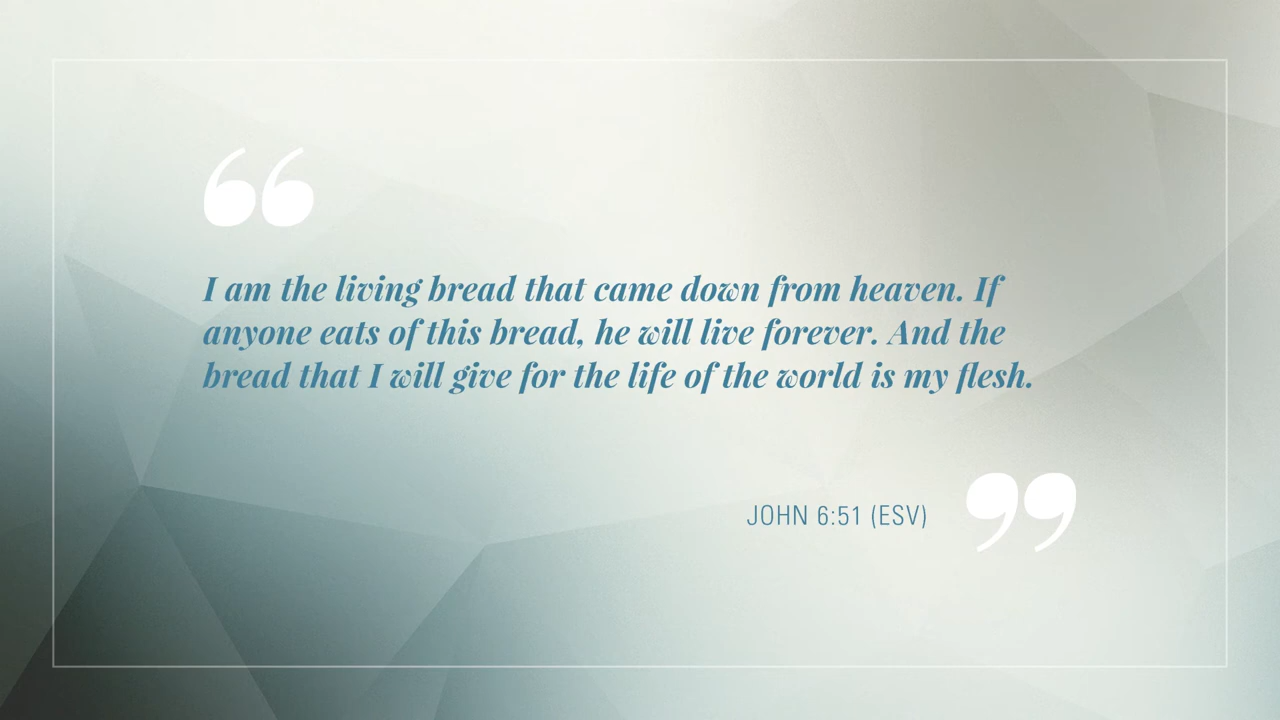 “
I am the living bread that came down from heaven. If
anyone eats of this bread, he will live forever. And the
bread that I will give for the life of the world is my flesh.
JOHN 6:51 (ESV) ”